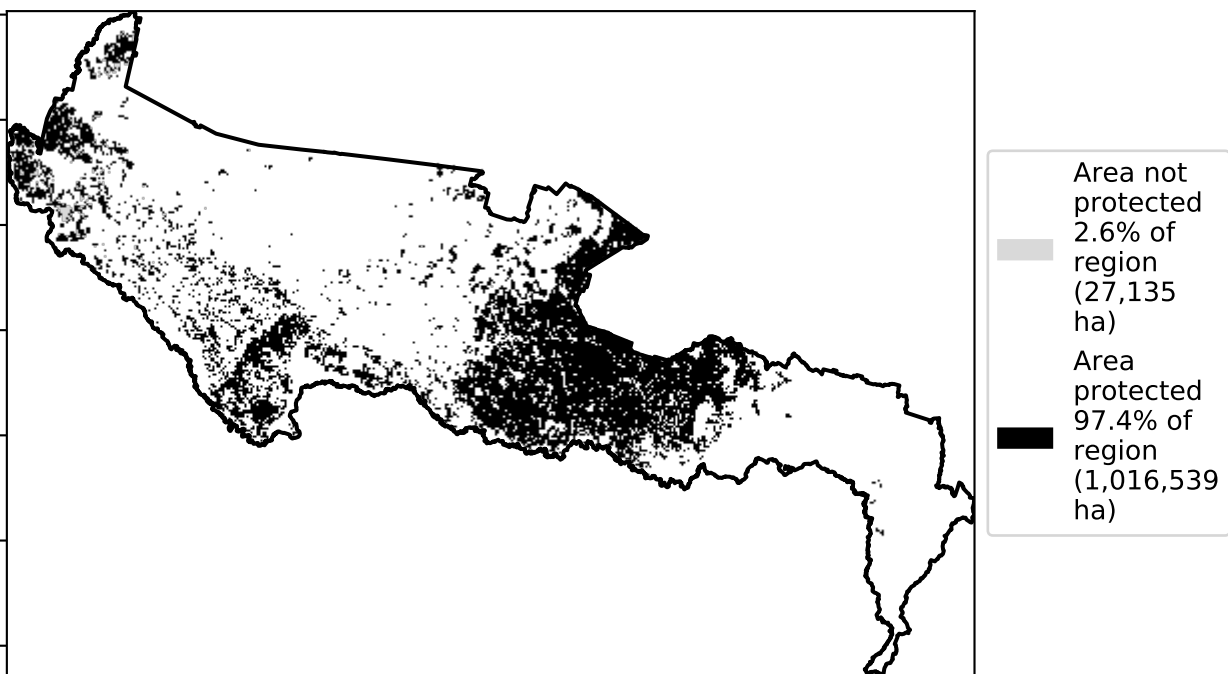 Area not
protected
2.6% of
region
(27,135
ha)
Area
protected
97.4% of
region
(1,016,539
ha)